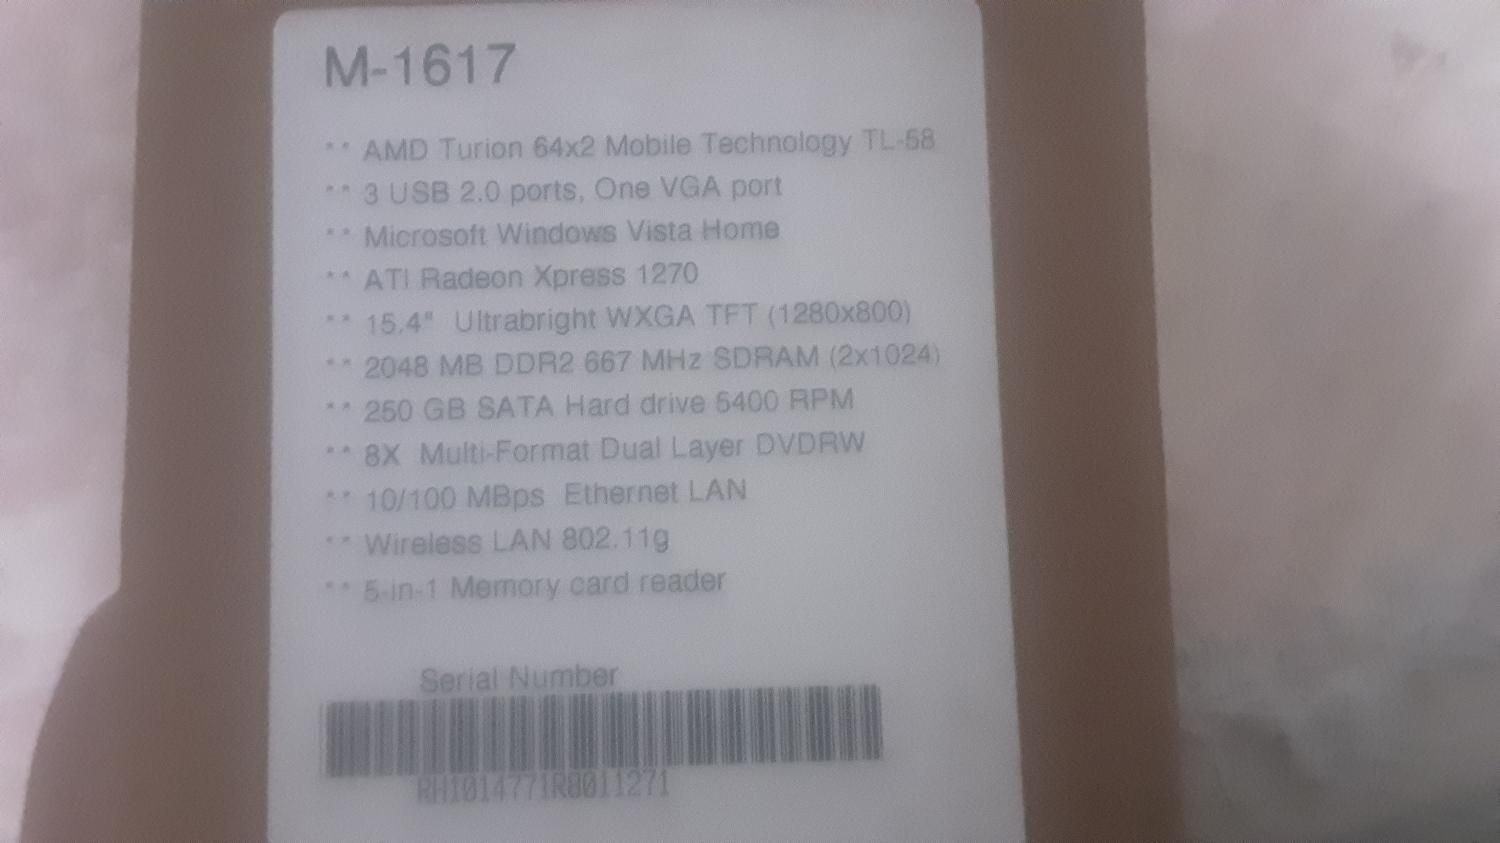 M-1617
** AMD Turion 64x2 Mobile Technology TL-58
** 3 USB 2.0 ports, One VGA port
** Microsoft Windows Vista Home
** ATI Radeon Xpress 1270
** 15.4" Ultrabright WXGA TFT (1280x800)
** 2048 MB DDR2 667 MHz SDRAM (2x1024)
** 250 GB SATA Hard drive 5400 RPM
** 8X Multi-Format Dual Layer DVDRW
** 10/100 MBps Ethernet LAN
** Wireless LAN 802.11g
** 5-in-1 Memory card reader
Serial Number
RH1014771R8011271